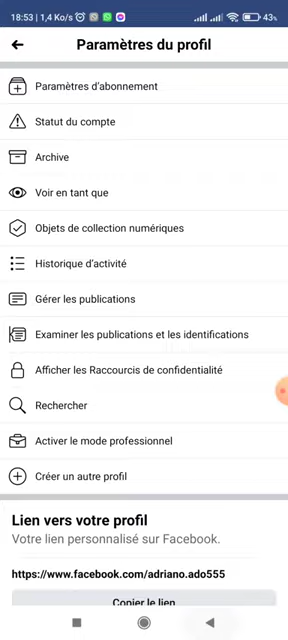 18:53 | 1,4 Ko/s 43%
Paramètres du profil
Paramètres d'abonnement
Statut du compte
Archive
Voir en tant que
Objets de collection numériques
Historique d'activité
Gérer les publications
Examiner les publications et les identifications
Afficher les Raccourcis de confidentialité
Rechercher
Activer le mode professionnel
Créer un autre profil
Lien vers votre profil
Votre lien personnalisé sur Facebook.
https://www.facebook.com/adriano.ado555
Copier le lien